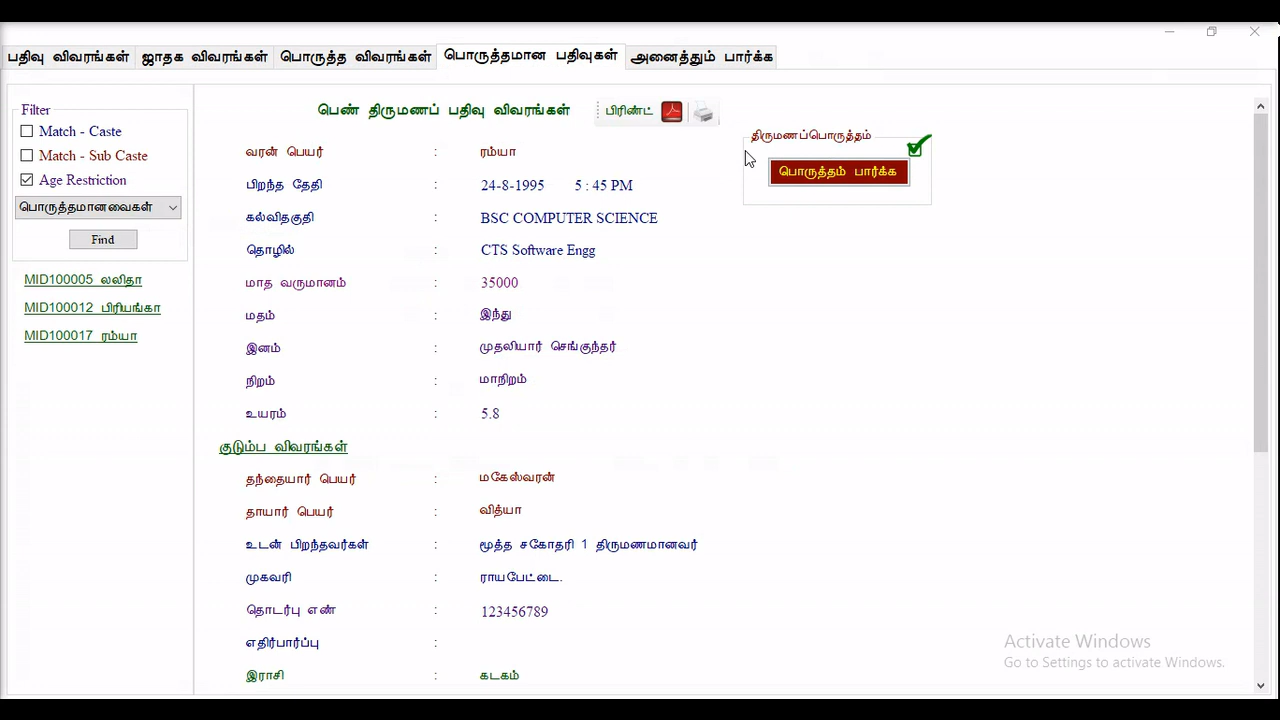 பதிவு விவரங்கள் ஜாதக விவரங்கள் பொருத்த விவரங்கள் பொருத்தமான பதிவுகள் அனைத்தும் பார்க்க
Filter
Match - Caste
Match - Sub Caste
Age Restriction
பொருத்தமானவைகள்
Find
MID100005 லலிதா
MID100012 பிரியங்கா
MID100017 ரம்யா
பெண் திருமணப் பதிவு விவரங்கள் பிரிண்ட்
திருமணப்பொருத்தம்
பொருத்தம் பார்க்க
வரன் பெயர் : ரம்யா
பிறந்த தேதி : 24-8-1995 5 : 45 PM
கல்விதகுதி : BSC COMPUTER SCIENCE
தொழில் : CTS Software Engg
மாத வருமானம் : 35000
மதம் : இந்து
இனம் : முதலியார் செங்குந்தர்
நிறம் : மாநிறம்
உயரம் : 5.8
குடும்ப விவரங்கள்
தந்தையார் பெயர் : மகேஸ்வரன்
தாயார் பெயர் : வித்யா
உடன் பிறந்தவர்கள் : மூத்த சகோதரி 1 திருமணமானவர்
முகவரி : ராயபேட்டை.
தொடர்பு எண் : 123456789
எதிர்பார்ப்பு :
இராசி : கடகம்
Activate Windows
Go to Settings to activate Windows.